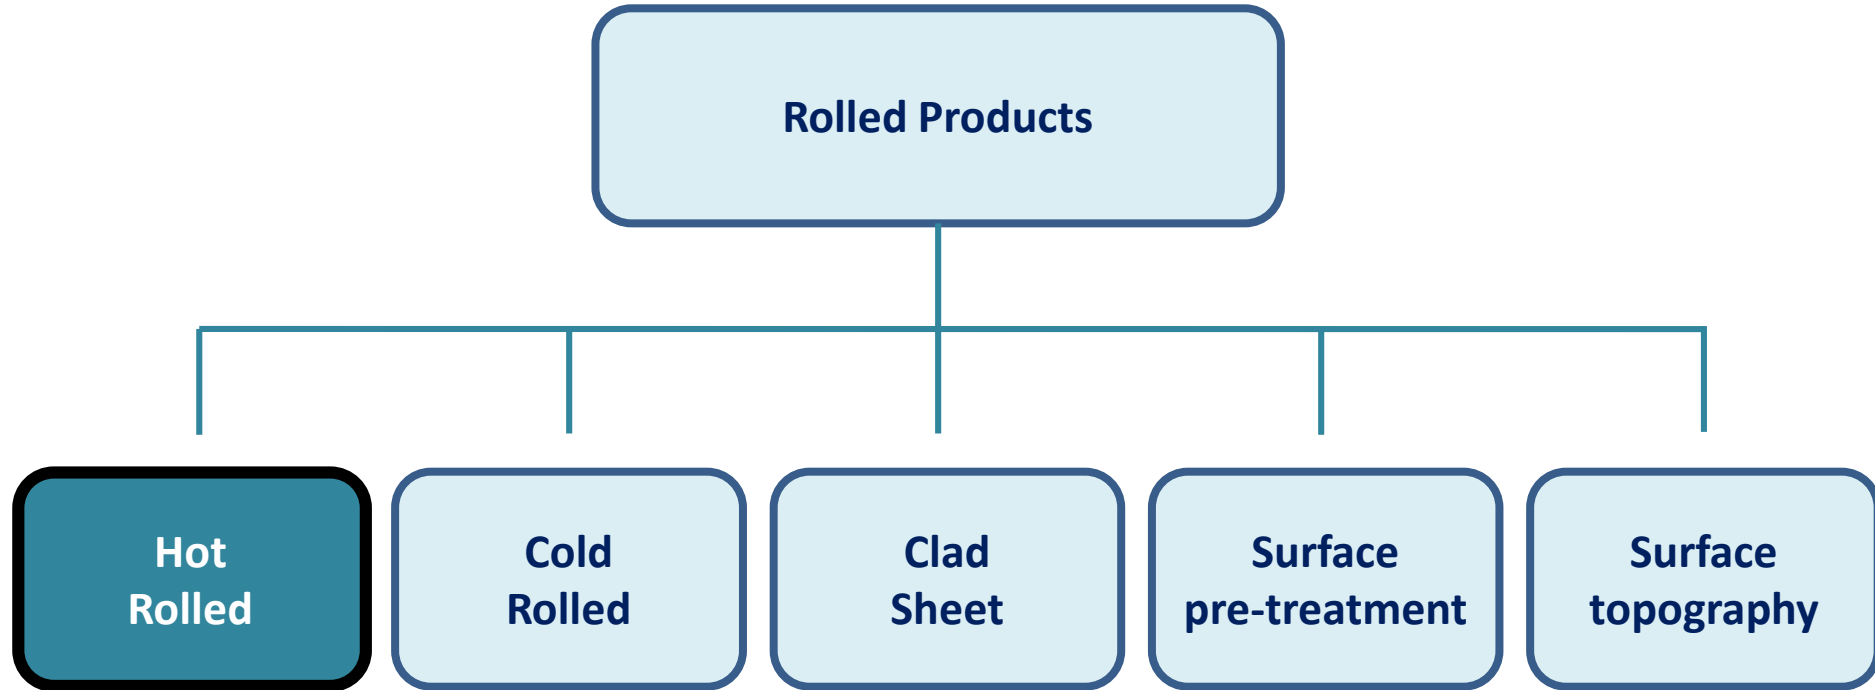 Rolled Products
Hot
Rolled
Cold
Rolled
Clad
Sheet
Surface
pre-treatment
Surface
topography